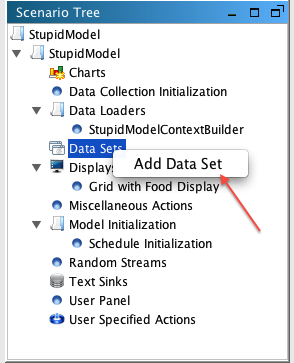 Scenario Tree
StupidModel
StupidModel
Charts
Data Collection Initialization
Data Loaders
StupidModelContextBuilder
Data Sets
Add Data Set
Display
Grid with Food Display
Miscellaneous Actions
Model Initialization
Schedule Initialization
Random Streams
Text Sinks
User Panel
User Specified Actions